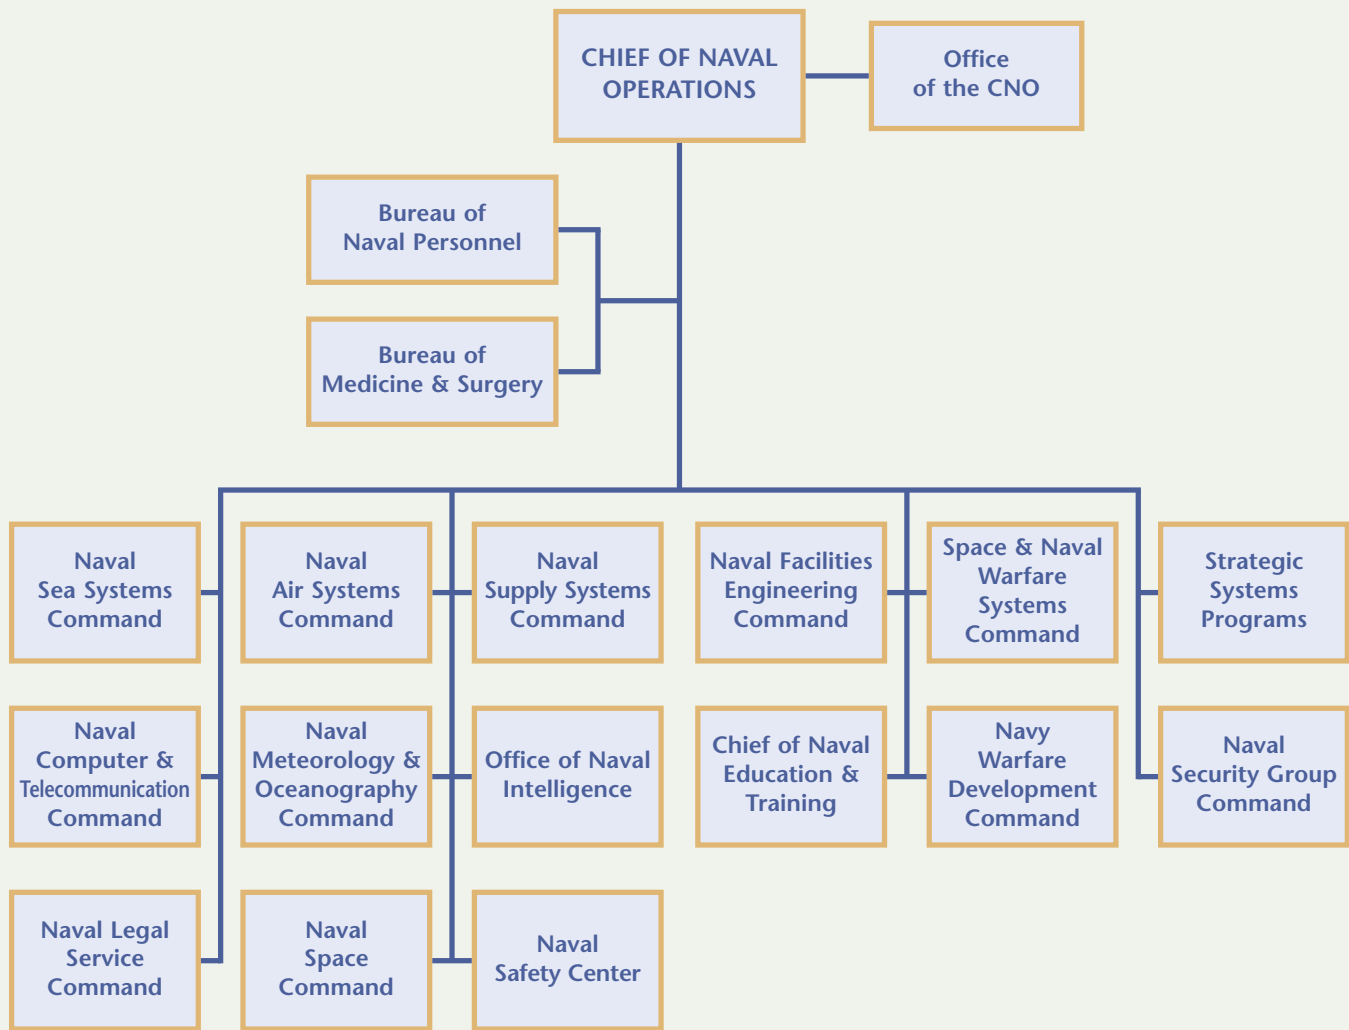 CHIEF OF NAVAL
OPERATIONS
Office
of the CNO
Bureau of
Naval Personnel
Bureau of
Medicine & Surgery
Naval
Sea Systems
Command
Naval
Air Systems
Command
Naval
Supply Systems
Command
Naval Facilities
Engineering
Command
Space & Naval
Warfare
Systems
Command
Strategic
Systems
Programs
Naval
Computer &
Telecommunication
Command
Naval
Meteorology &
Oceanography
Command
Office of Naval
Intelligence
Chief of Naval
Education &
Training
Navy
Warfare
Development
Command
Naval
Security Group
Command
Naval Legal
Service
Command
Naval
Space
Command
Naval
Safety Center